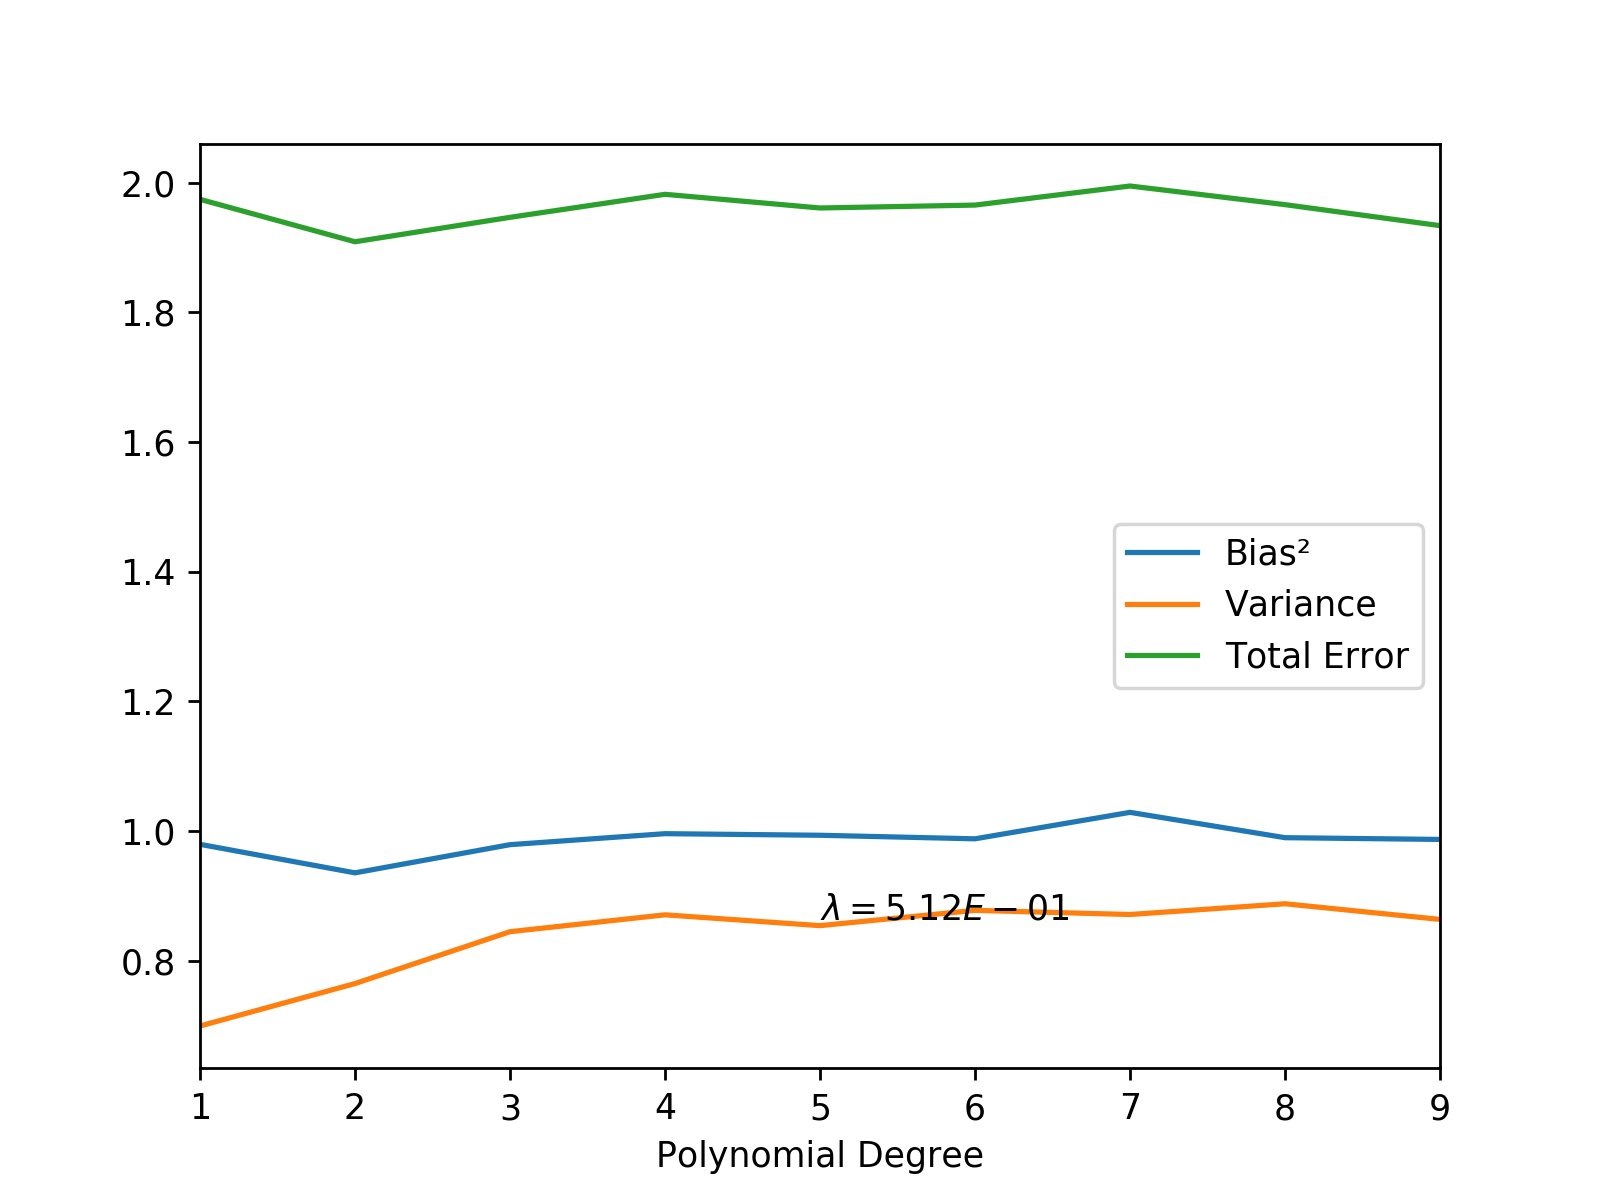 2.0
1.8
1.6
1.4
1.2
1.0
0.8
Bias²
Variance
Total Error
λ = 5.12E − 01
1 2 3 4 5 6 7 8 9
Polynomial Degree